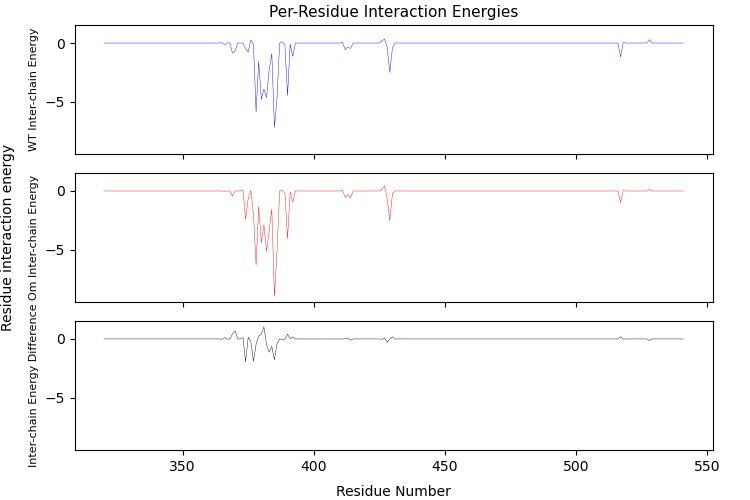 Per-Residue Interaction Energies
Residue interaction energy
WT Inter-chain Energy
0
−5
Om Inter-chain Energy
0
−5
Inter-chain Energy Difference
0
−5
350
400
450
500
550
Residue Number